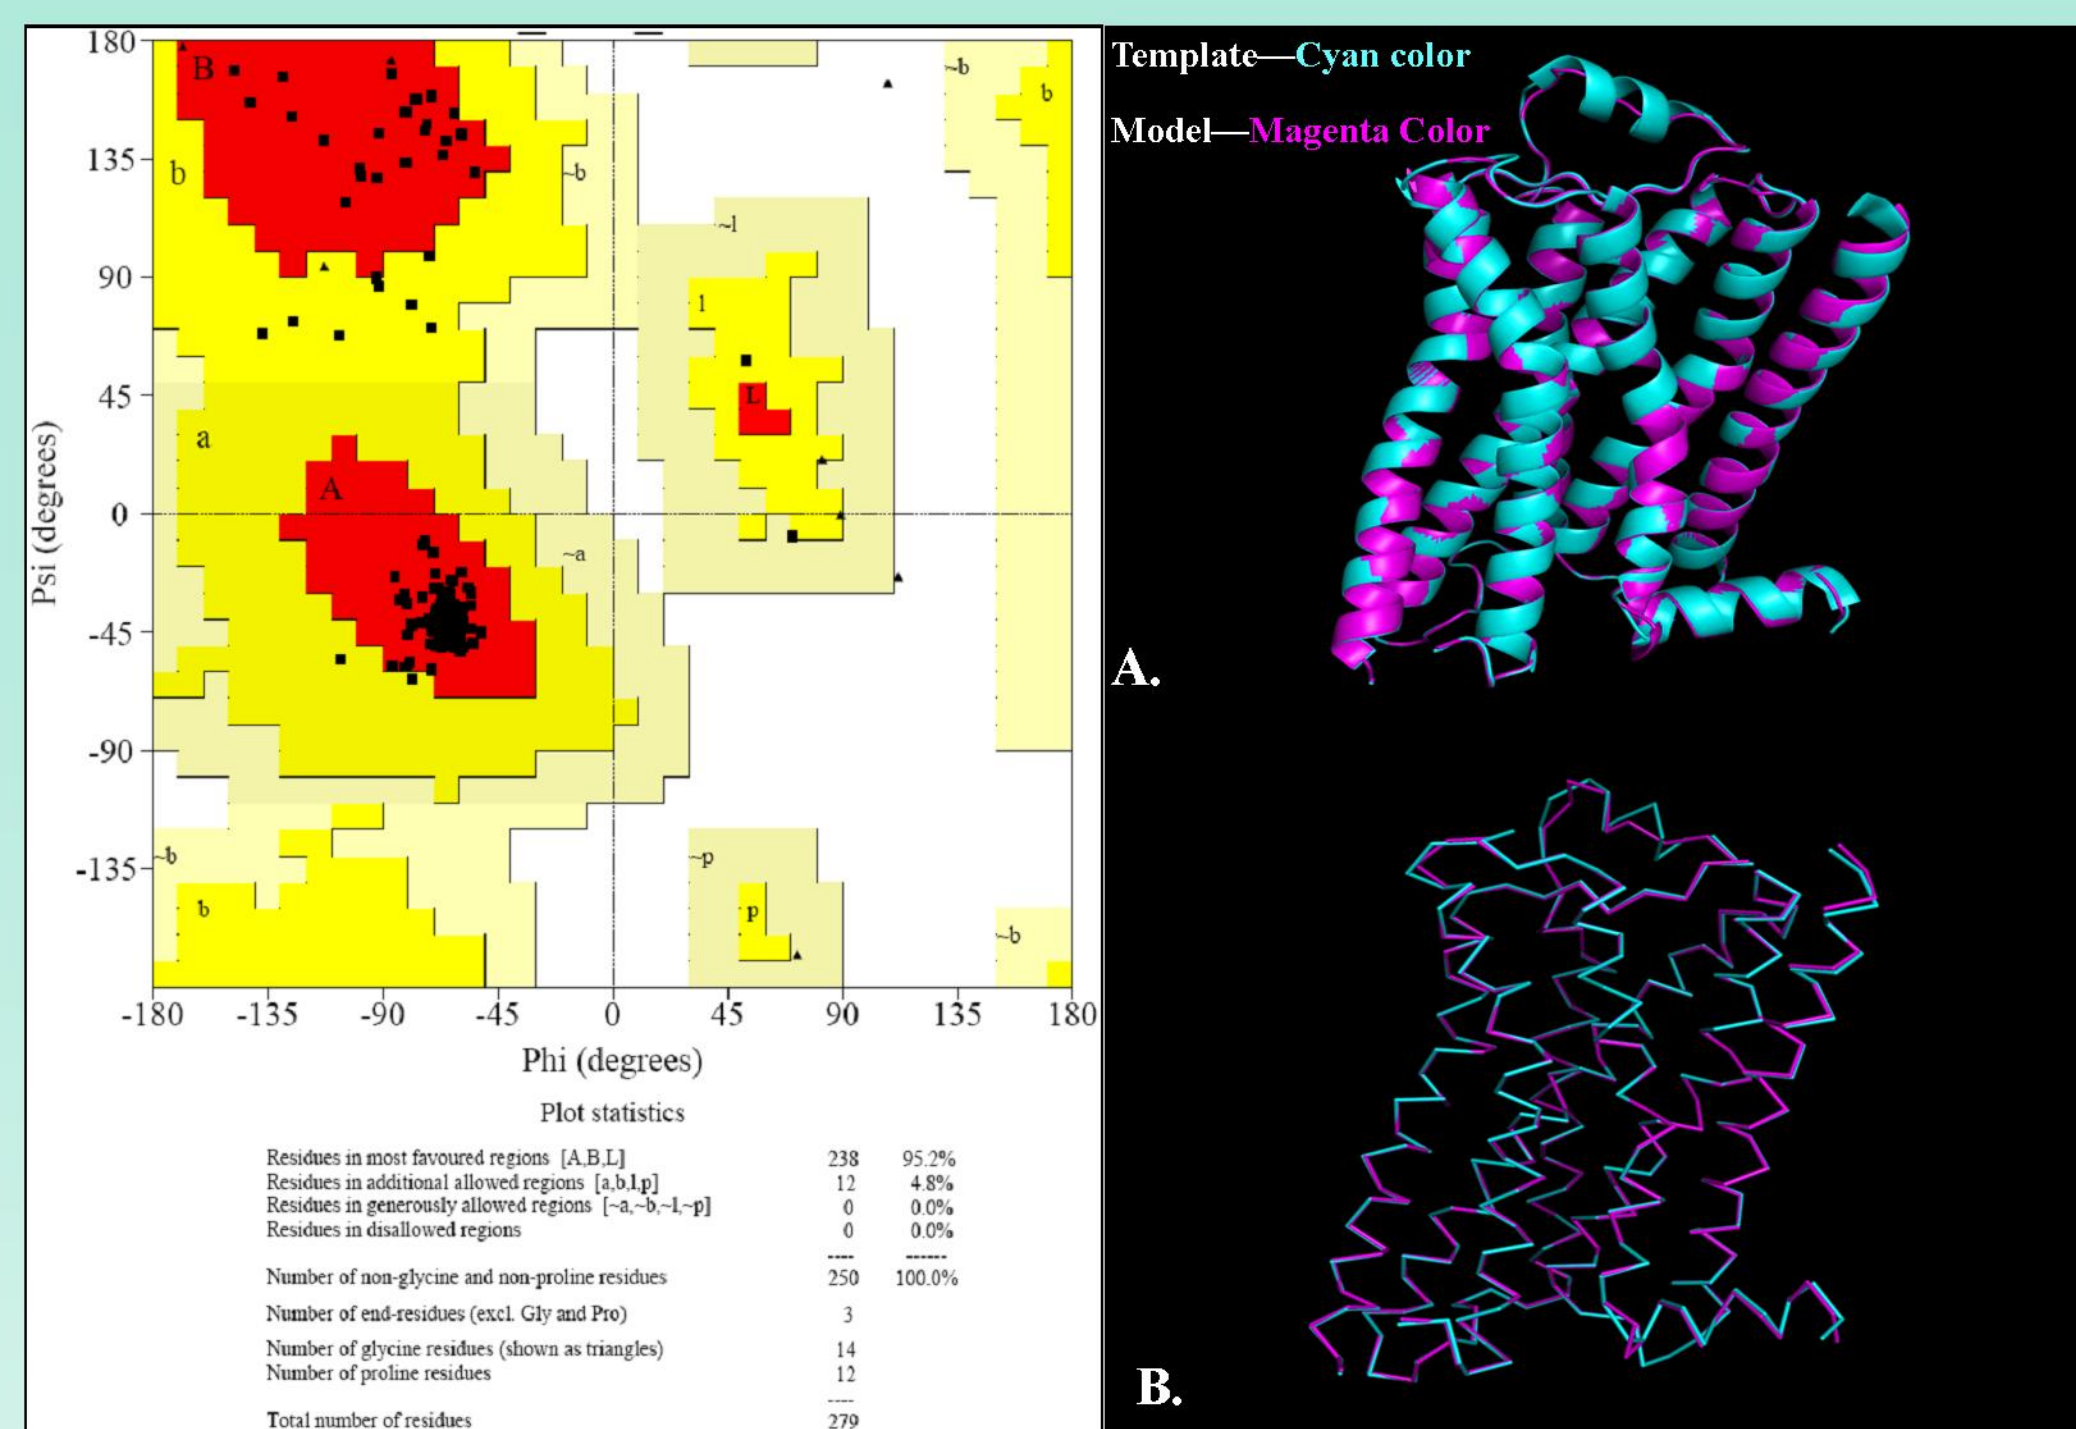 180
B
b
~b
b
135
b
~b
~l
90
l
45
L
a
A
0
~a
-45
-90
-135
~b
~p
b
p
~b
-180 -135 -90 -45 0 45 90 135 180
Psi (degrees)
Phi (degrees)
Plot statistics
Residues in most favoured regions [A,B,L] 238 95.2%
Residues in additional allowed regions [a,b,l,p] 12 4.8%
Residues in generously allowed regions [~a,~b,~l,~p] 0 0.0%
Residues in disallowed regions 0 0.0%
---- ------
Number of non-glycine and non-proline residues 250 100.0%
Number of end-residues (excl. Gly and Pro) 3
Number of glycine residues (shown as triangles) 14
Number of proline residues 12
----
Total number of residues 279
Template—Cyan color
Model—Magenta Color
A.
B.